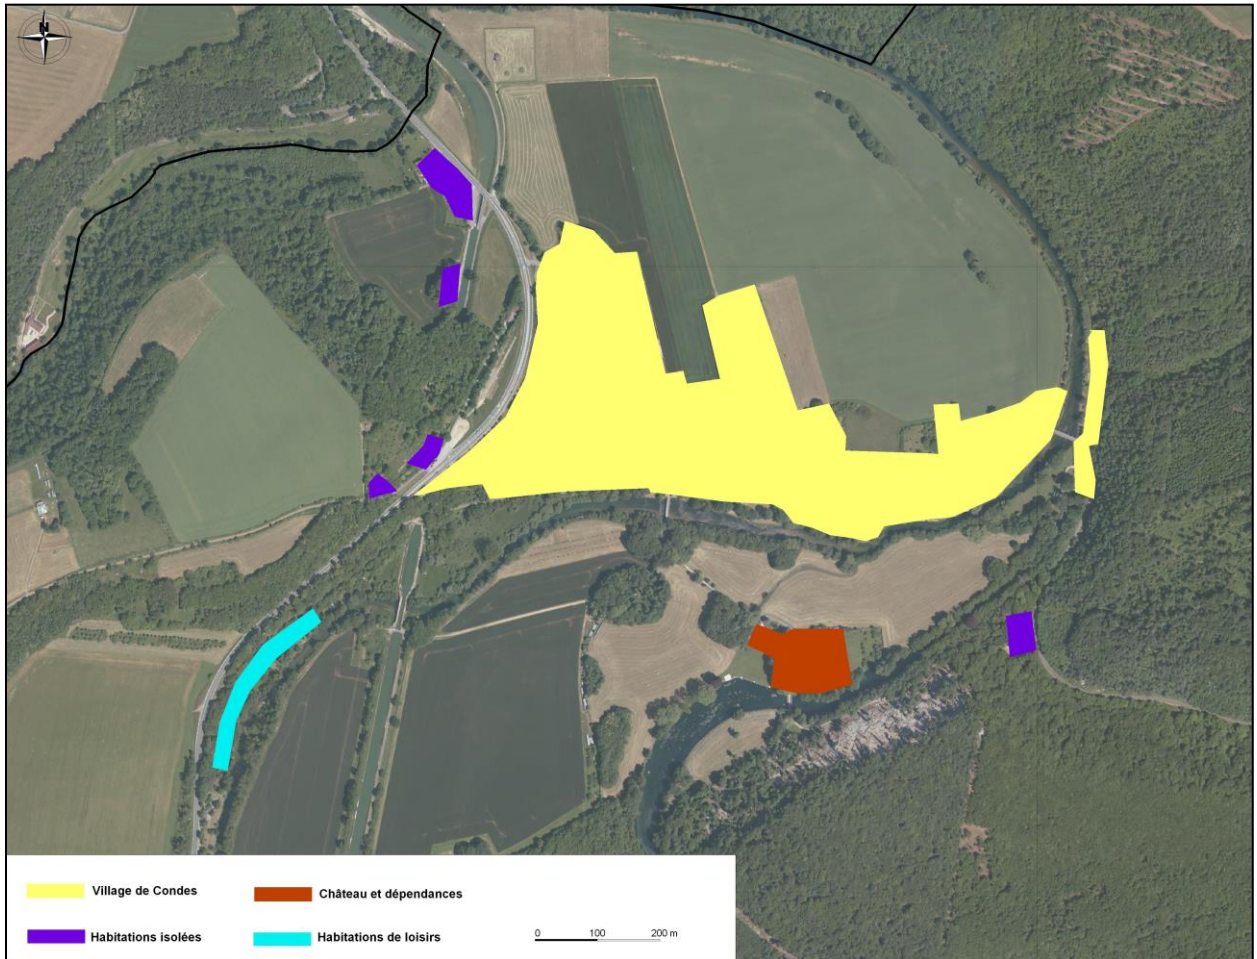 N
Village de Condes
Château et dépendances
Habitations isolées
Habitations de loisirs
0 100 200 m